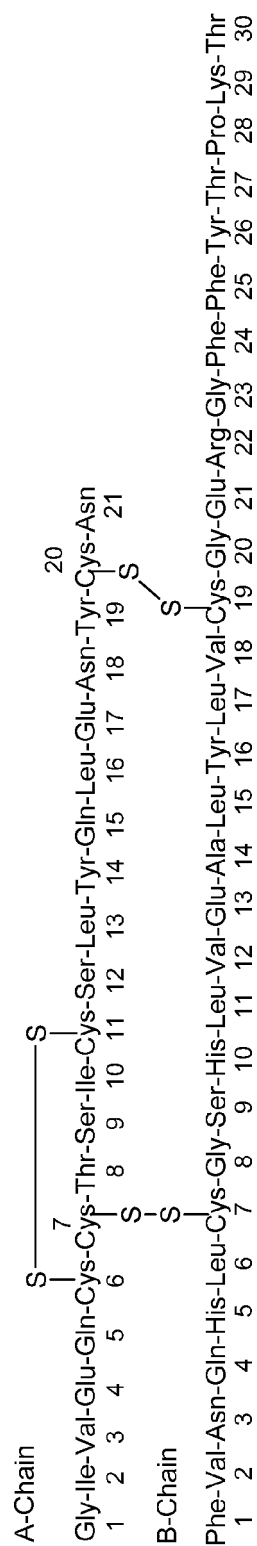 A-Chain
S S
7 20
Gly-Ile-Val-Glu-Gln-Cys-Cys-Thr-Ser-Ile-Cys-Ser-Leu-Tyr-Gln-Leu-Glu-Asn-Tyr-Cys-Asn
1 2 3 4 5 6 8 9 10 11 12 13 14 15 16 17 18 19 21
S S
B-Chain
S S
Phe-Val-Asn-Gln-His-Leu-Cys-Gly-Ser-His-Leu-Val-Glu-Ala-Leu-Tyr-Leu-Val-Cys-Gly-Glu-Arg-Gly-Phe-Phe-Tyr-Thr-Pro-Lys-Thr
1 2 3 4 5 6 7 8 9 10 11 12 13 14 15 16 17 18 19 20 21 22 23 24 25 26 27 28 29 30